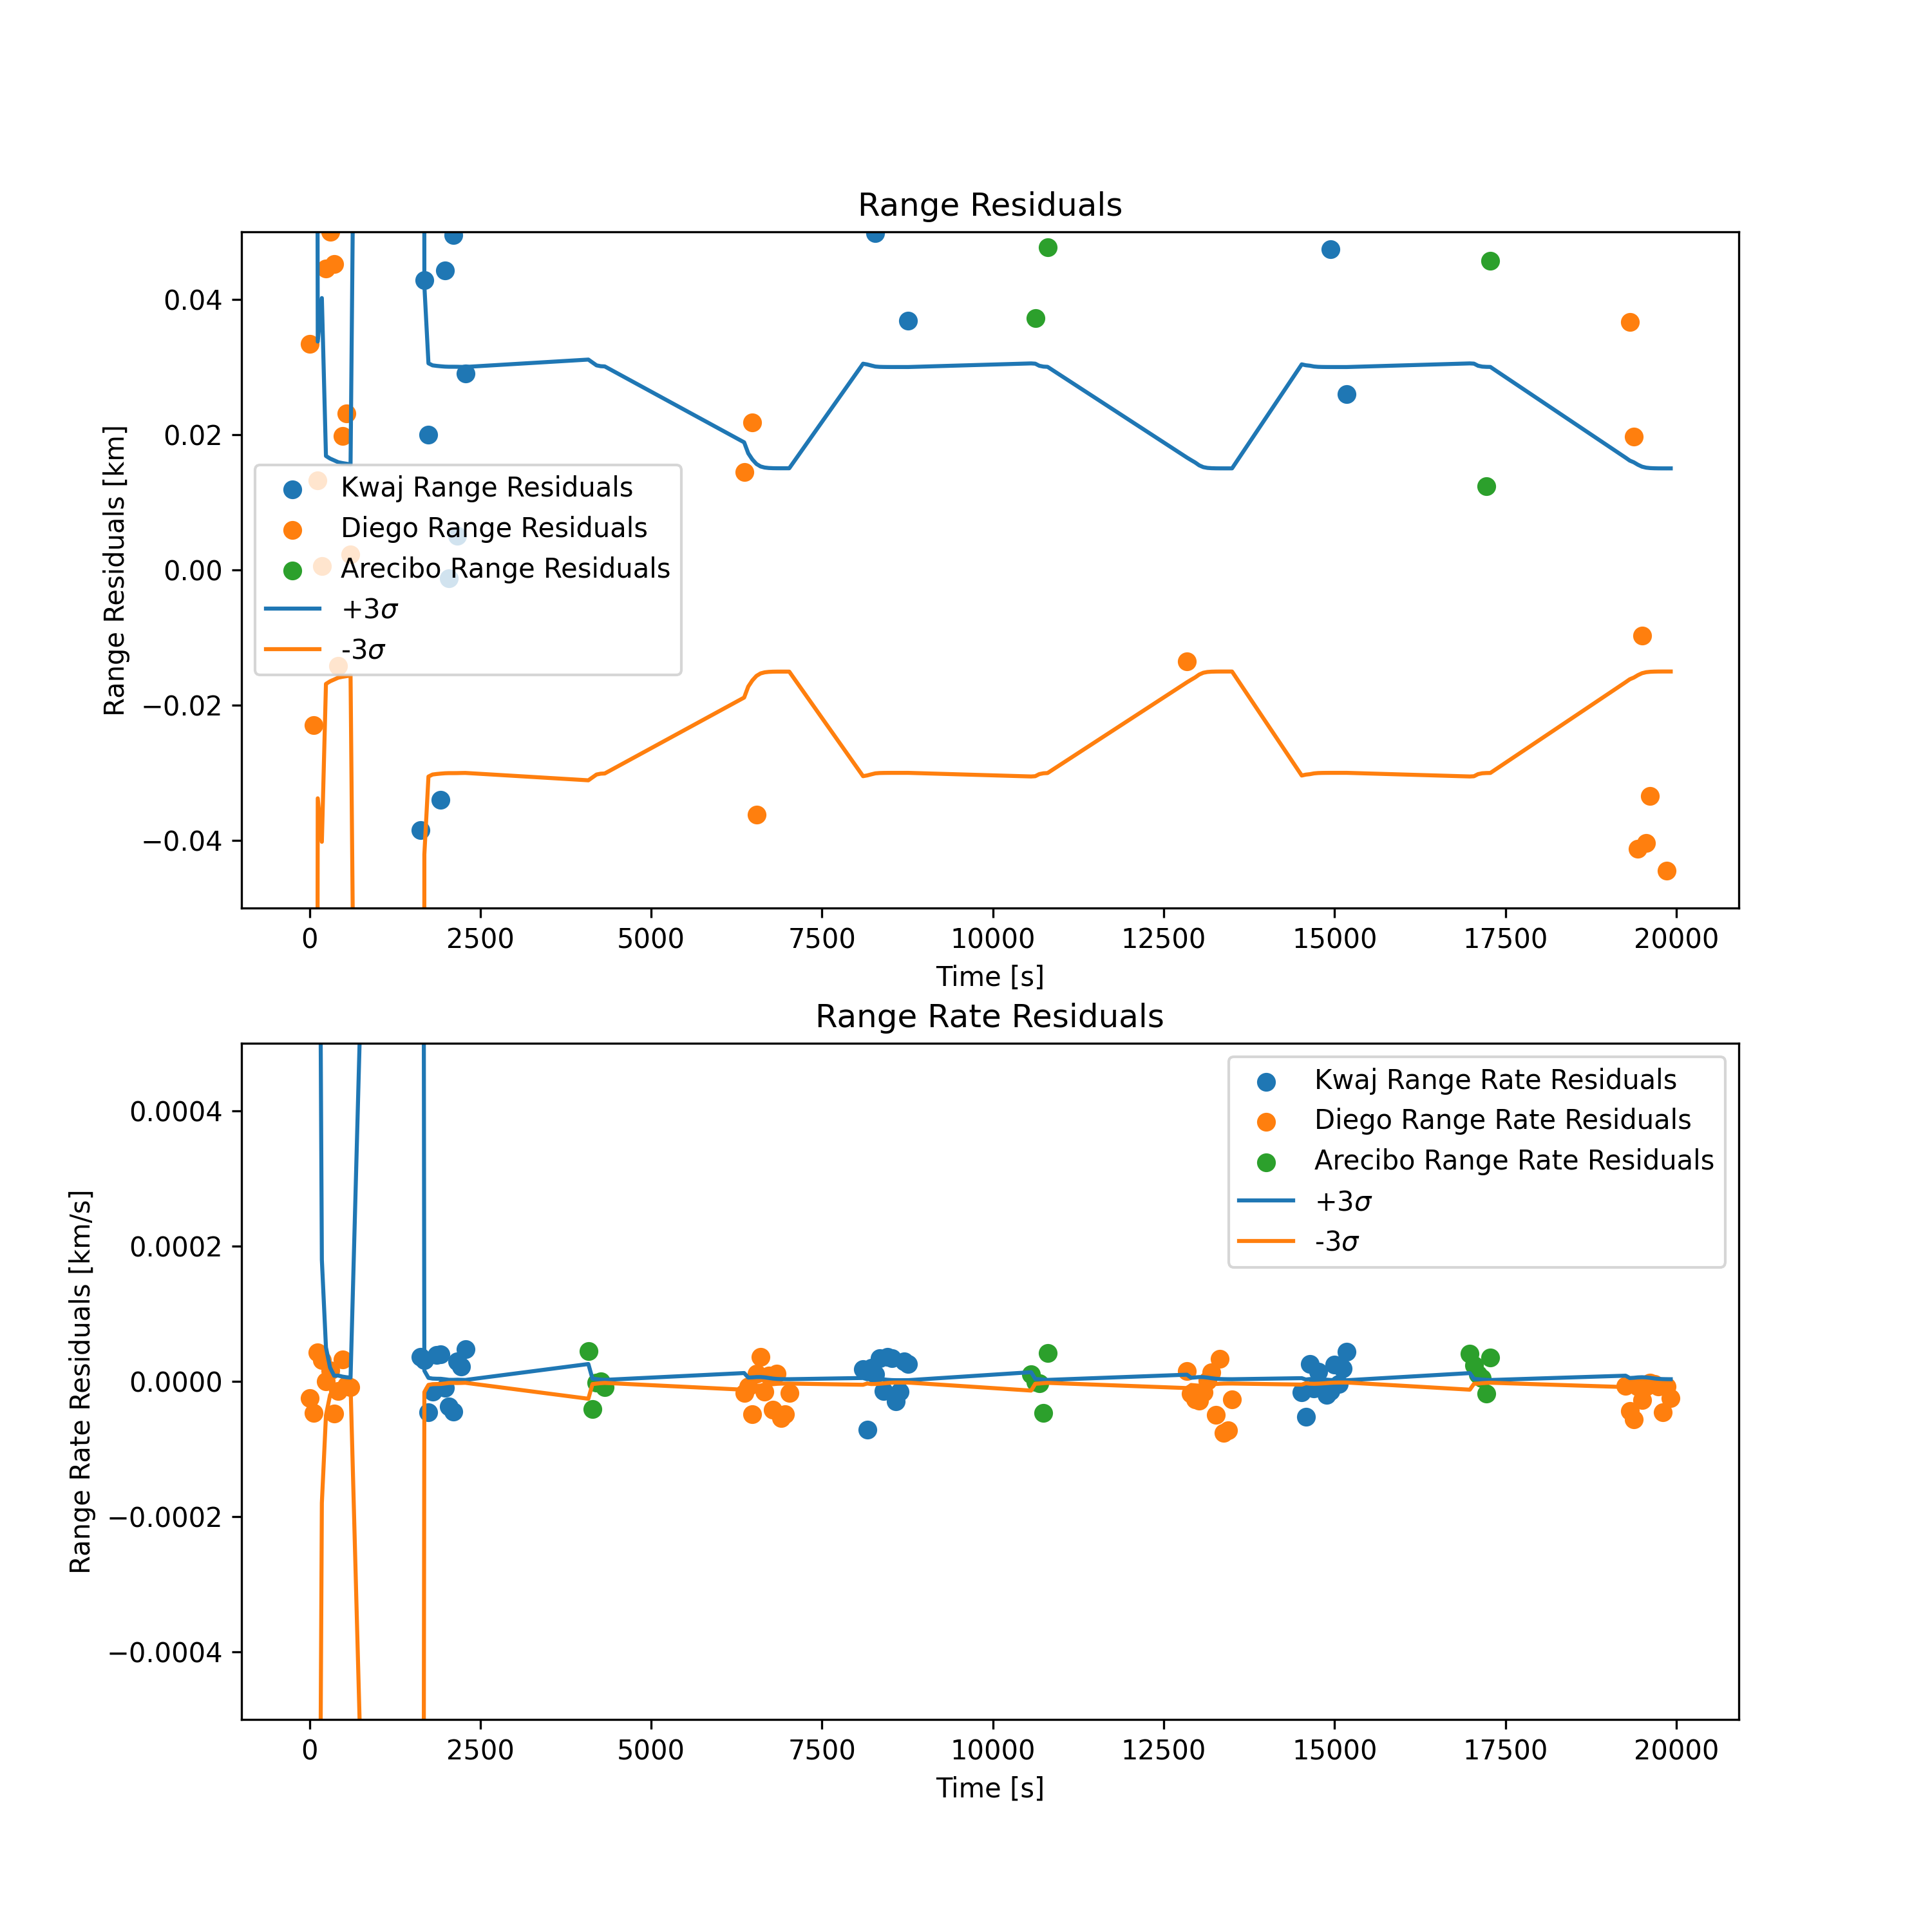 Range Residuals
Range Residuals [km]
0.04
0.02
0.00
−0.02
−0.04
Kwaj Range Residuals
Diego Range Residuals
Arecibo Range Residuals
+3σ
-3σ
0 2500 5000 7500 10000 12500 15000 17500 20000
Time [s]
Range Rate Residuals
Range Rate Residuals [km/s]
0.0004
0.0002
0.0000
−0.0002
−0.0004
Kwaj Range Rate Residuals
Diego Range Rate Residuals
Arecibo Range Rate Residuals
+3σ
-3σ
0 2500 5000 7500 10000 12500 15000 17500 20000
Time [s]